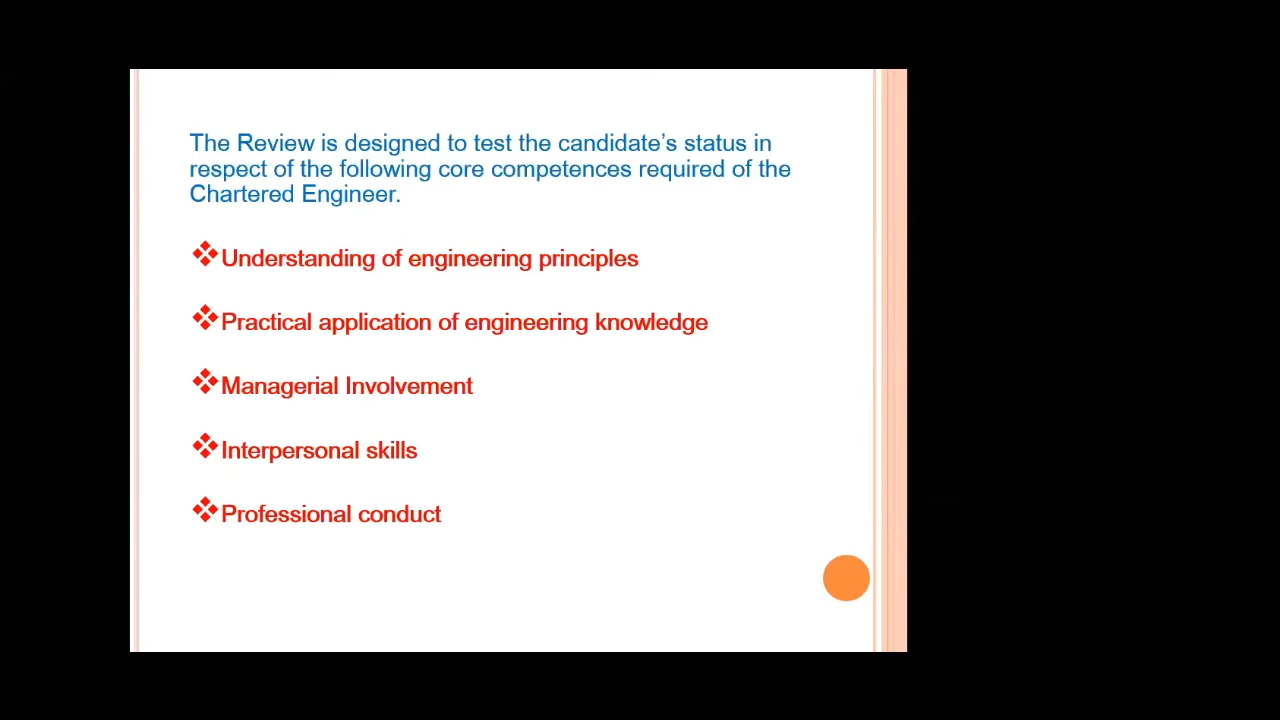 The Review is designed to test the candidate’s status in
respect of the following core competences required of the
Chartered Engineer.
❖Understanding of engineering principles
❖Practical application of engineering knowledge
❖Managerial Involvement
❖Interpersonal skills
❖Professional conduct